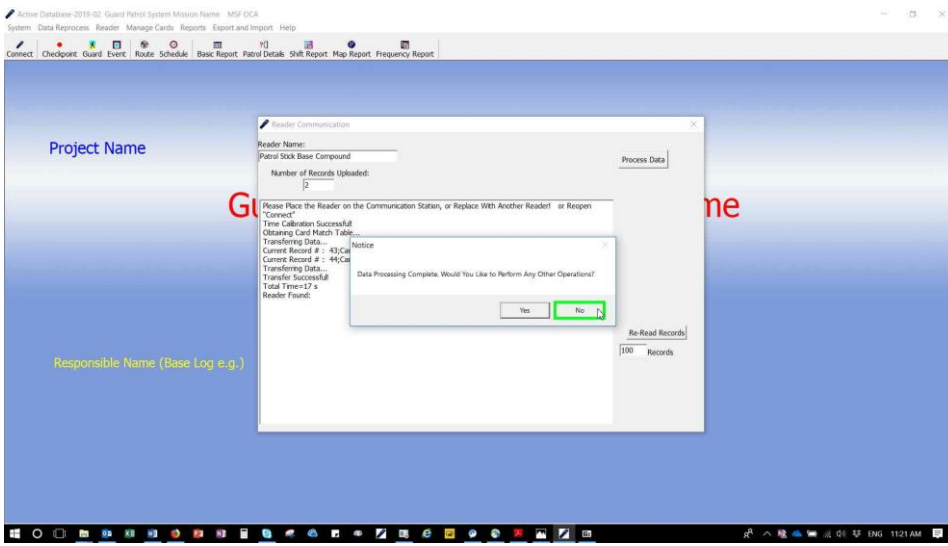 Active Database-2019-02 Guard Patrol System Mission Name MSF OCA
System Data Reprocess Reader Manage Cards Reports Export and Import Help
Connect Checkpoint Guard Event Route Schedule Basic Report Patrol Details Shift Report Map Report Frequency Report
Project Name
Gu
me
Reader Communication
Reader Name:
Patrol Stick Base Compound
Process Data
Number of Records Uploaded:
2
Please Place the Reader on the Communication Station, or Replace With Another Reader! or Reopen
"Connect"
Time Calibration Successful!
Obtaining Card Match Table...
Transferring Data...
Current Record # : 43;Ca
Current Record # : 44;Ca
Transferring Data...
Transfer Successful!
Total Time=17 s
Reader Found:
Notice
Data Processing Complete, Would You Like to Perform Any Other Operations?
Yes No
Re-Read Records
100 Records
Responsible Name (Base Log e.g.)
ENG 11:21 AM